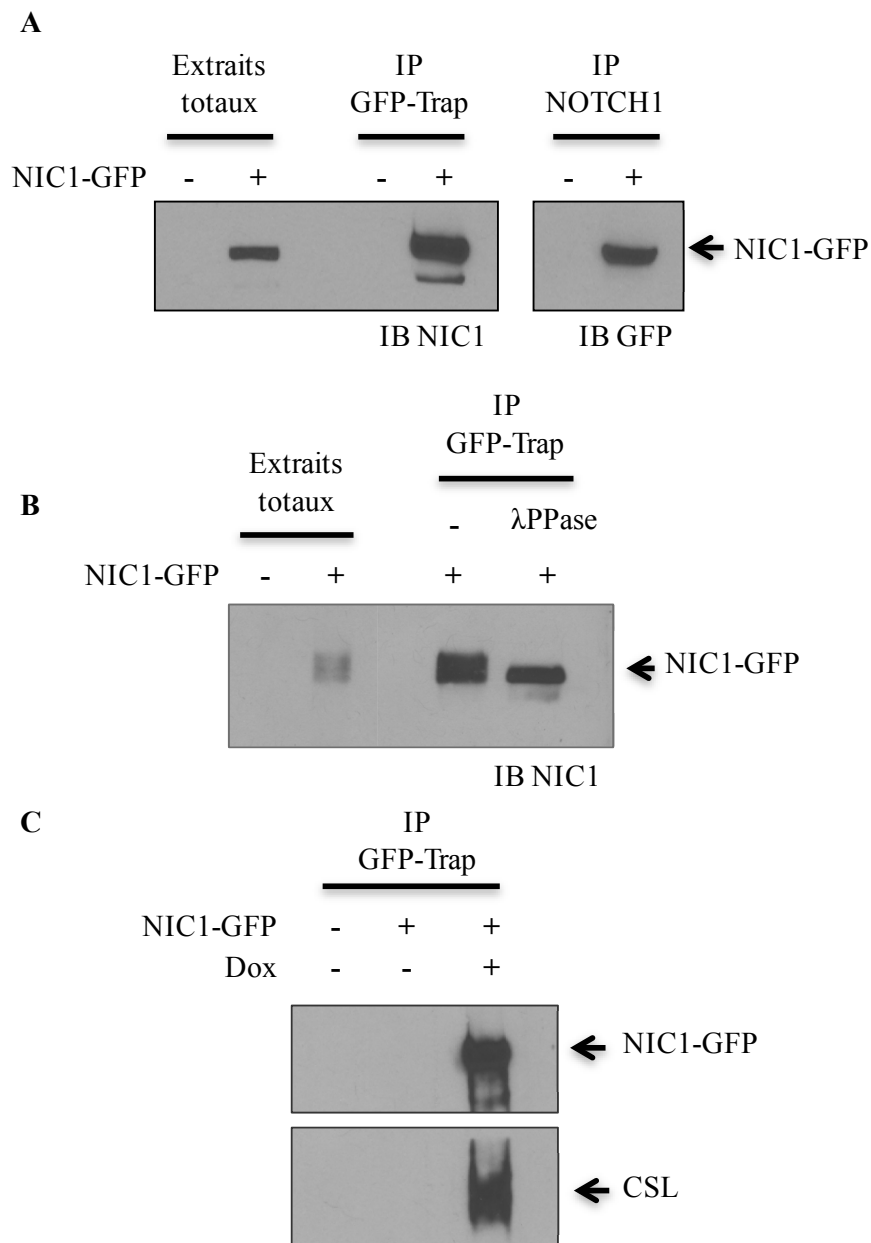 A
Extraits totaux
IP GFP-Trap
IP NOTCH1
NIC1-GFP - + - + - +
NIC1-GFP
IB NIC1
IB GFP
B
Extraits totaux
IP GFP-Trap
- λPPase
NIC1-GFP - + + +
NIC1-GFP
IB NIC1
C
IP
GFP-Trap
NIC1-GFP - + +
Dox - - +
NIC1-GFP
CSL